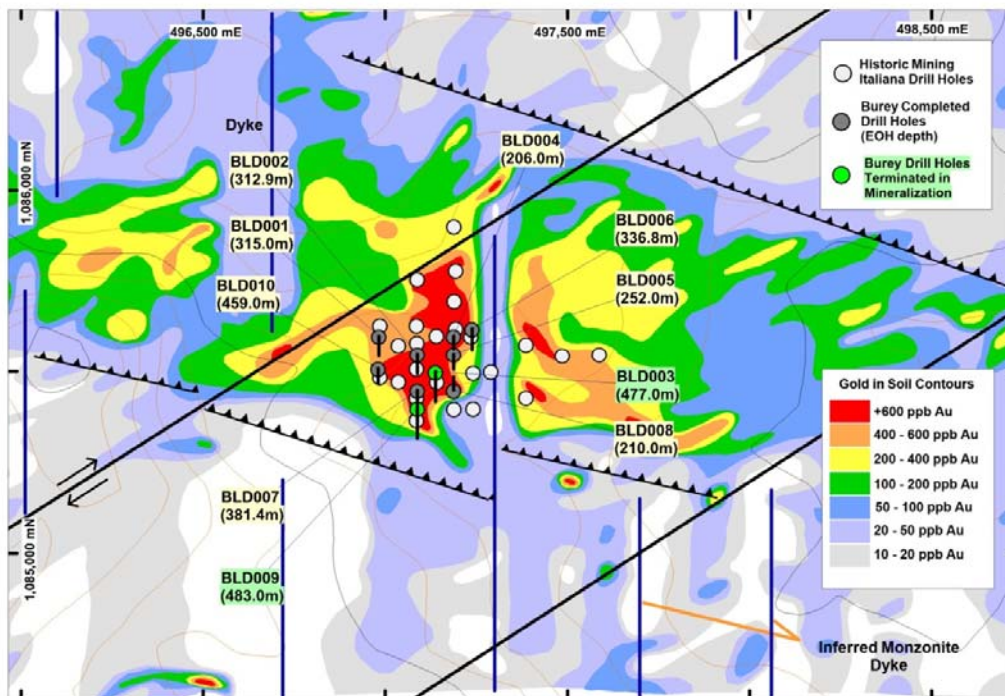 496,500 mE
497,500 mE
498,500 mE
1,086,000 mN
1,085,000 mN
Historic Mining
Italiana Drill Holes
Burey Completed
Drill Holes
(EOH depth)
Burey Drill Holes
Terminated in
Mineralization
Dyke
BLD004
(206.0m)
BLD002
(312.9m)
BLD001
(315.0m)
BLD006
(336.8m)
BLD005
(252.0m)
BLD010
(459.0m)
BLD003
(477.0m)
BLD008
(210.0m)
BLD007
(381.4m)
BLD009
(483.0m)
Gold in Soil Contours
+600 ppb Au
400 - 600 ppb Au
200 - 400 ppb Au
100 - 200 ppb Au
50 - 100 ppb Au
20 - 50 ppb Au
10 - 20 ppb Au
Inferred Monzonite
Dyke